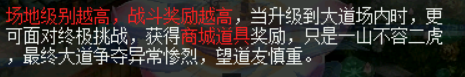 场地级别越高，战斗奖励越高，当升级到大道场内时，更
可面对终极挑战，获得商城道具奖励，只是一山不容二虎
，最终大道争夺异常惨烈，望道友慎重。